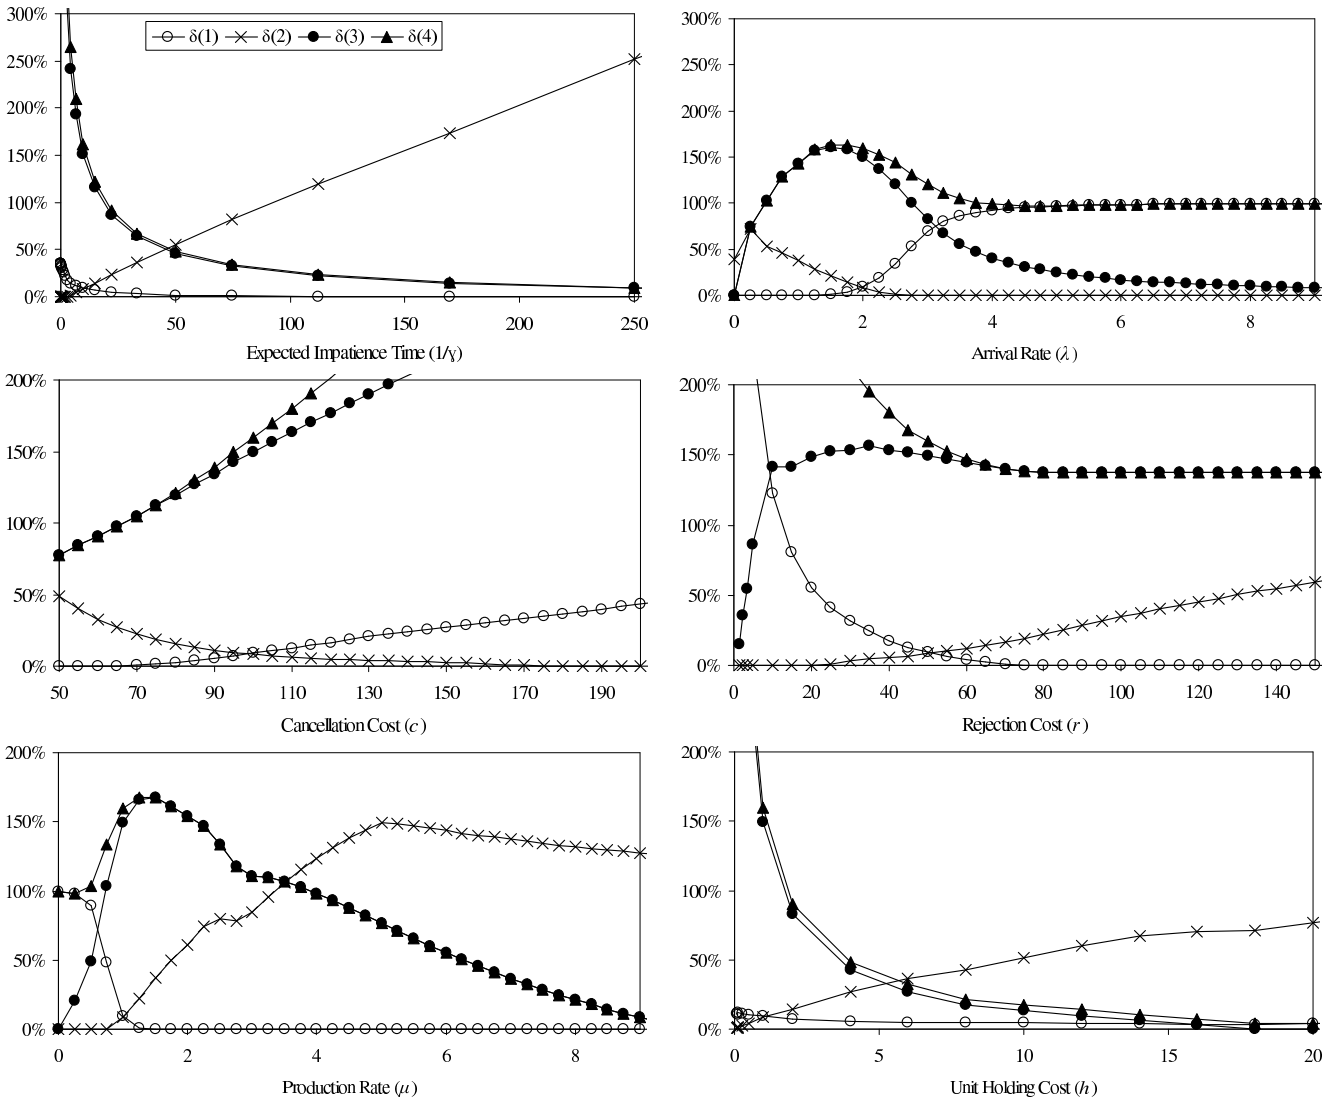 300%
250%
200%
150%
100%
50%
0%
δ(1) δ(2) δ(3) δ(4)
0 50 100 150 200 250
Expected Impatience Time (1/γ)
300%
250%
200%
150%
100%
50%
0%
0 2 4 6 8
Arrival Rate (λ)
200%
150%
100%
50%
0%
50 70 90 110 130 150 170 190
Cancellation Cost (c)
200%
150%
100%
50%
0%
0 20 40 60 80 100 120 140
Rejection Cost (r)
200%
150%
100%
50%
0%
0 2 4 6 8
Production Rate (μ)
200%
150%
100%
50%
0%
0 5 10 15 20
Unit Holding Cost (h)